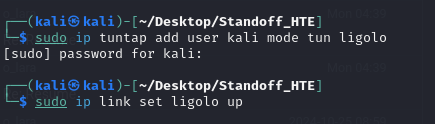 ┌──(kali㉿kali)-[~/Desktop/Standoff_HTE]
└─$ sudo ip tuntap add user kali mode tun ligolo
[sudo] password for kali:
┌──(kali㉿kali)-[~/Desktop/Standoff_HTE]
└─$ sudo ip link set ligolo up